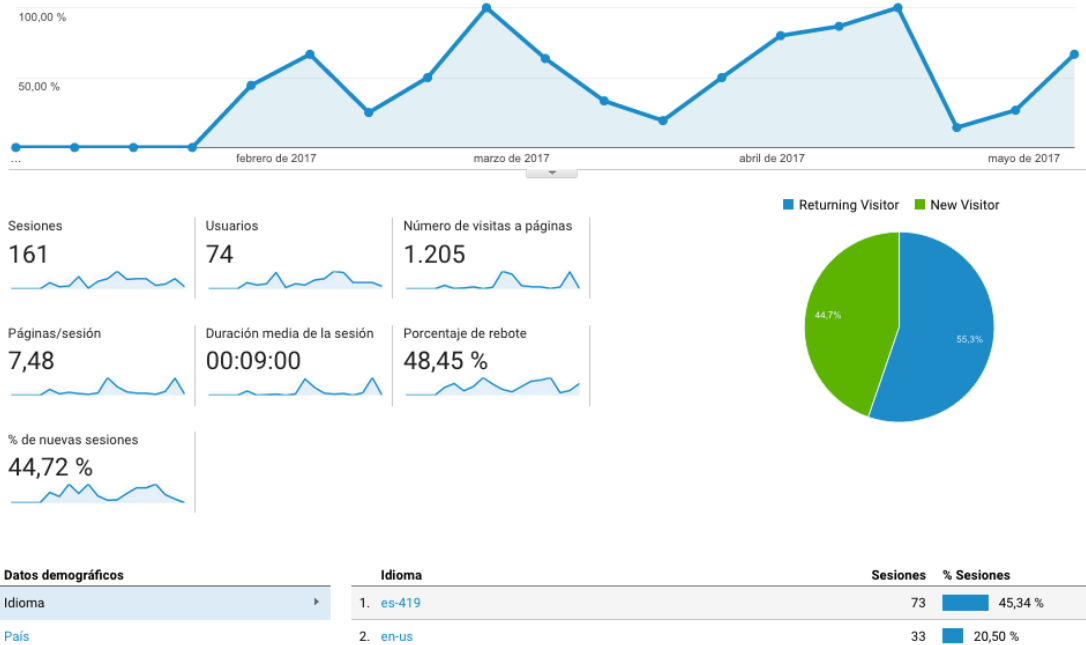 100,00 %
50,00 %
... febrero de 2017 marzo de 2017 abril de 2017 mayo de 2017
Returning Visitor New Visitor
Sesiones Usuarios Número de visitas a páginas
161 74 1.205
44,7%
55,3%
Páginas/sesión Duración media de la sesión Porcentaje de rebote
7,48 00:09:00 48,45 %
% de nuevas sesiones
44,72 %
Datos demográficos Idioma Sesiones % Sesiones
Idioma 1. es-419 73 45,34 %
País 2. en-us 33 20,50 %